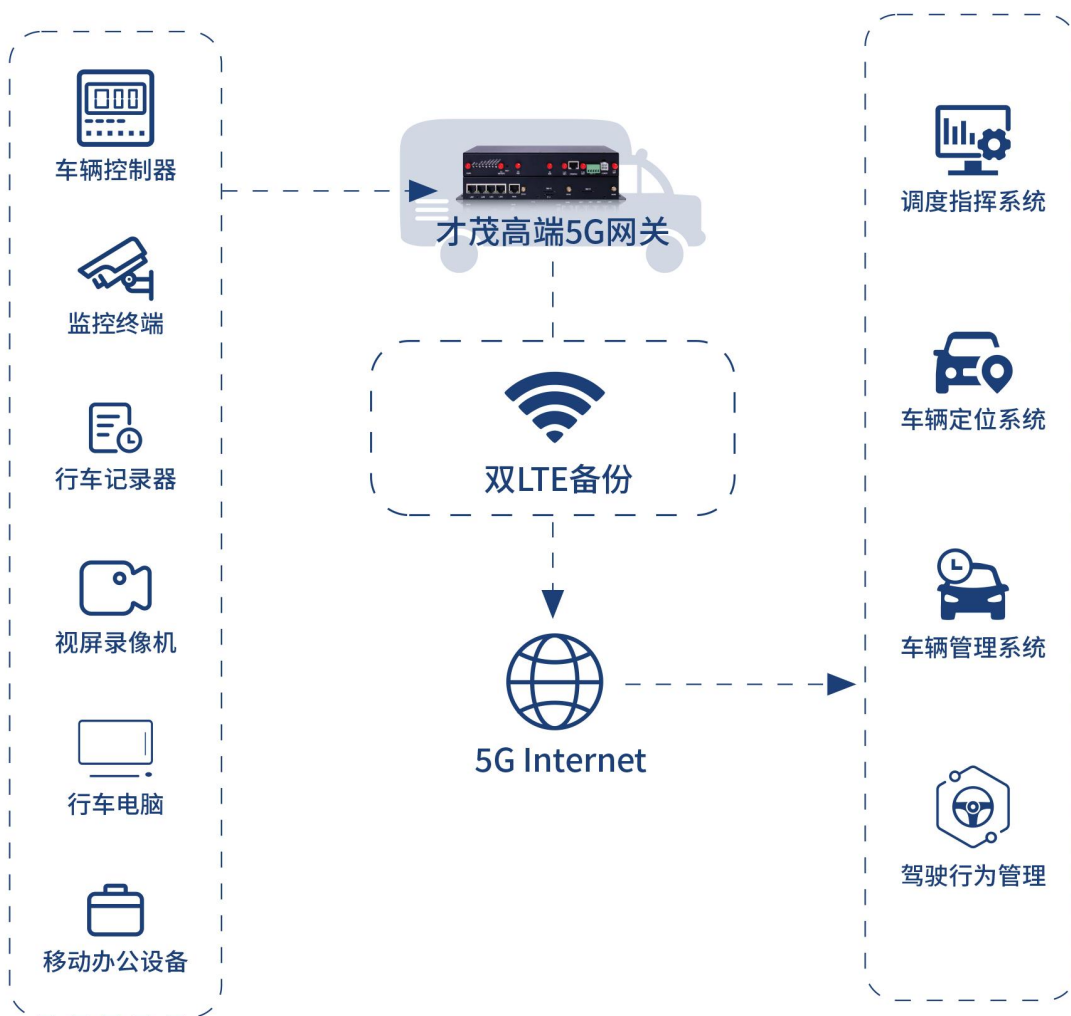 000
车辆控制器
监控终端
行车记录器
视屏录像机
行车电脑
移动办公设备
才茂高端5G网关
双LTE备份
5G Internet
调度指挥系统
车辆定位系统
车辆管理系统
驾驶行为管理